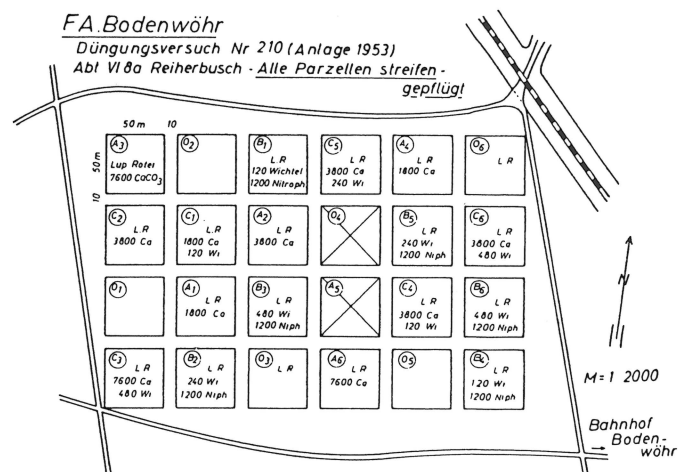 FA. Bodenwöhr
Düngungsversuch Nr 210 (Anlage 1953)
Abt VI 8a Reiherbusch - Alle Parzellen streifen-
gepflügt
50 m 10
50 m
10
A3
Lup Rotei
7600 CaCO3
O2
B1
L.R
120 Wichtel
1200 Nitroph
C5
L R
3800 Ca
240 Wi
A4
L R
1800 Ca
O6
L R
C2
L.R
3800 Ca
C1
L.R
1800 Ca
120 Wi
A2
L R
3800 Ca
O4
B5
L R
240 Wi
1200 Niph
C6
L R
3800 Ca
480 Wi
O1
A1
L R
1800 Ca
B3
L R
480 Wi
1200 Niph
A5
C4
L R
3800 Ca
120 Wi
B6
L R
480 Wi
1200 Niph
C3
L R
7600 Ca
480 Wi
B2
L R
240 Wi
1200 Niph
O3
L R
A6
L R
7600 Ca
O5
B4
L R
120 Wi
1200 Niph
N
M=1 2000
Bahnhof
Boden-
wöhr